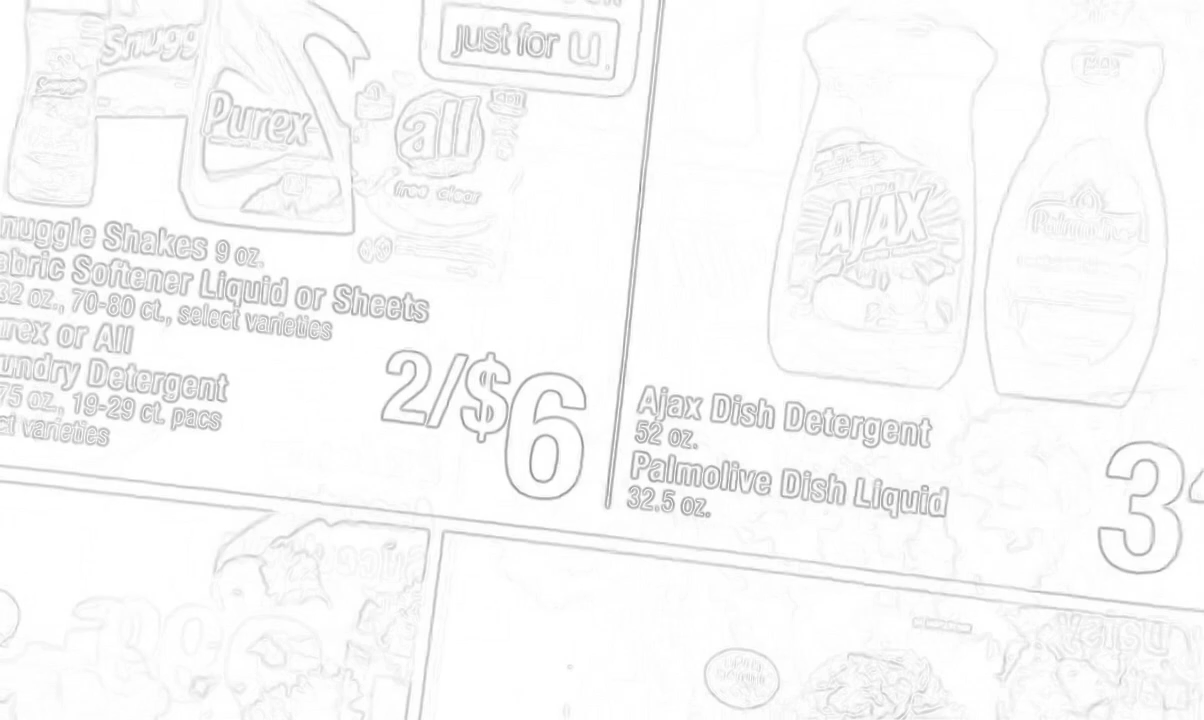 just for U
Snugg
Snuggle
Purex
all
free clear
nuggle Shakes 9 oz.
abric Softener Liquid or Sheets
32 oz., 70-80 ct., select varieties
urex or All
undry Detergent
75 oz., 19-29 ct. pacs
ct varieties
2/$6
AJAX
Palmolive
Ajax Dish Detergent
52 oz.
Palmolive Dish Liquid
32.5 oz.
3